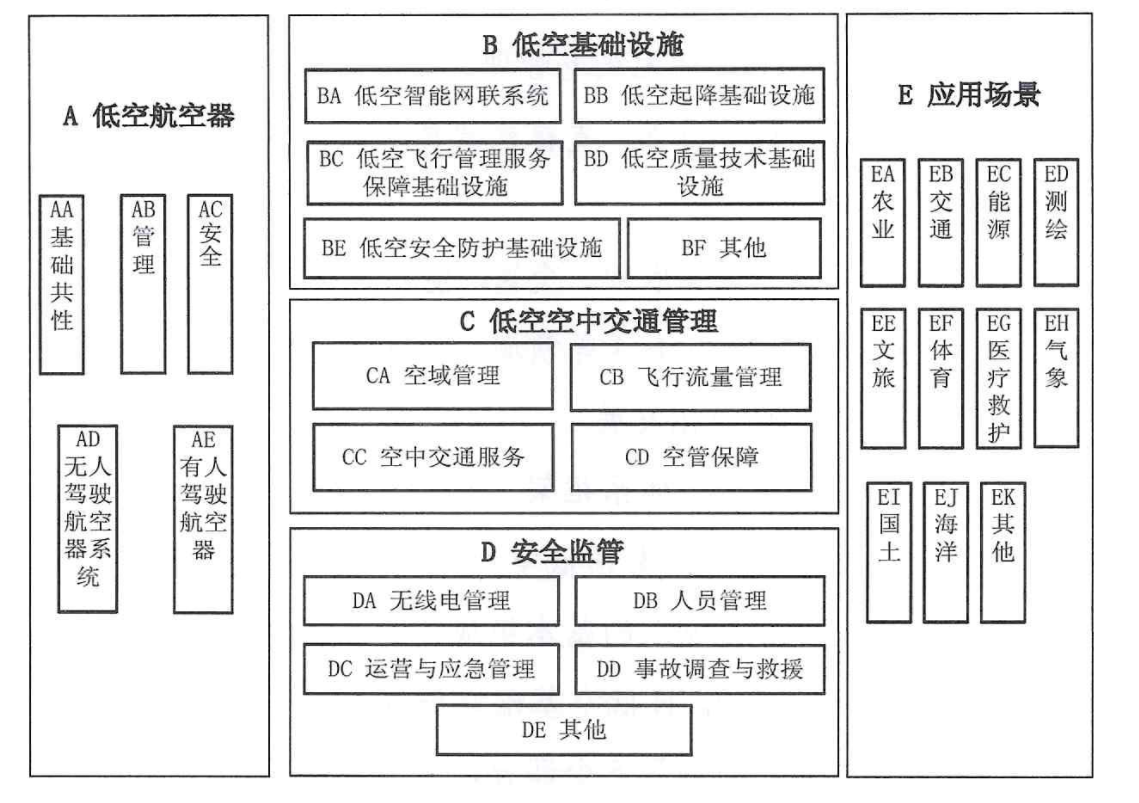 A 低空航空器
AA
基
础
共
性
AB
管
理
AC
安
全
AD
无人
驾驶
航空
器系
统
AE
有人
驾驶
航空
器
B 低空基础设施
BA 低空智能网联系统
BB 低空起降基础设施
BC 低空飞行管理服务
保障基础设施
BD 低空质量技术基础
设施
BE 低空安全防护基础设施
BF 其他
C 低空空中交通管理
CA 空域管理
CB 飞行流量管理
CC 空中交通服务
CD 空管保障
D 安全监管
DA 无线电管理
DB 人员管理
DC 运营与应急管理
DD 事故调查与救援
DE 其他
E 应用场景
EA
农
业
EB
交
通
EC
能
源
ED
测
绘
EE
文
旅
EF
体
育
EG
医
疗
救
护
EH
气
象
EI
国
土
EJ
海
洋
EK
其
他